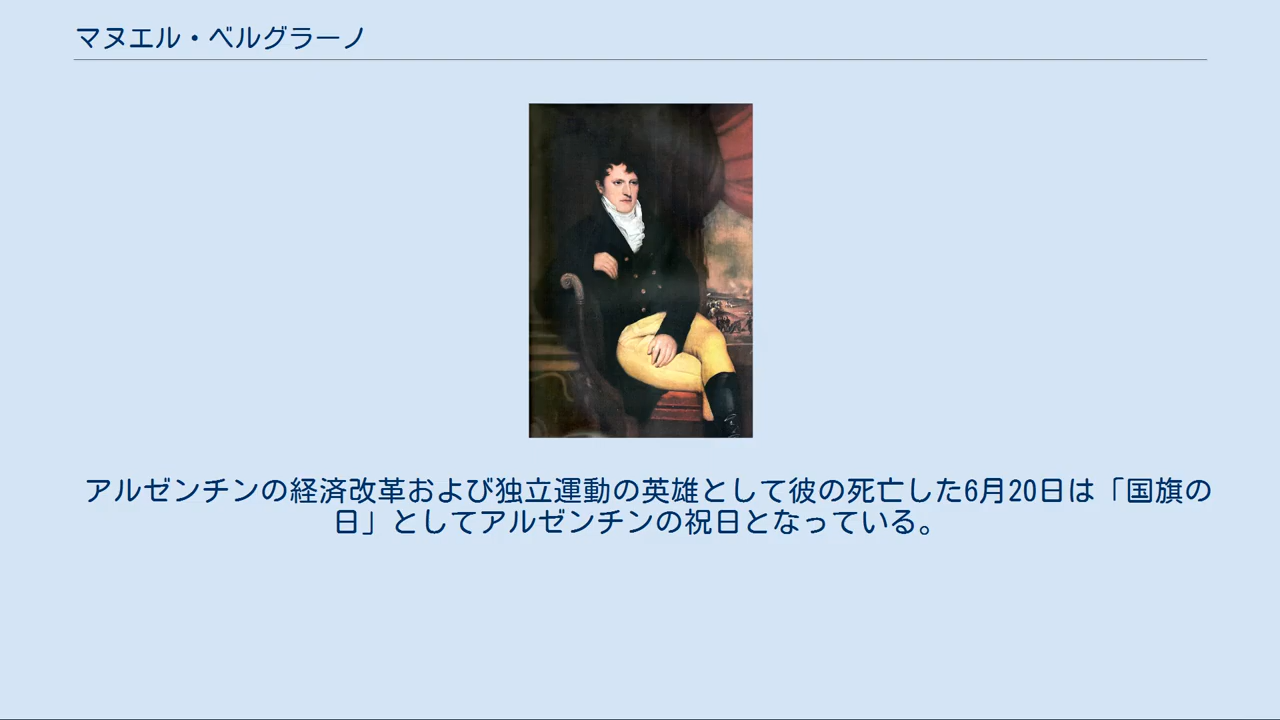 マヌエル・ベルグラーノ
アルゼンチンの経済改革および独立運動の英雄として彼の死亡した6月20日は「国旗の
日」としてアルゼンチンの祝日となっている。